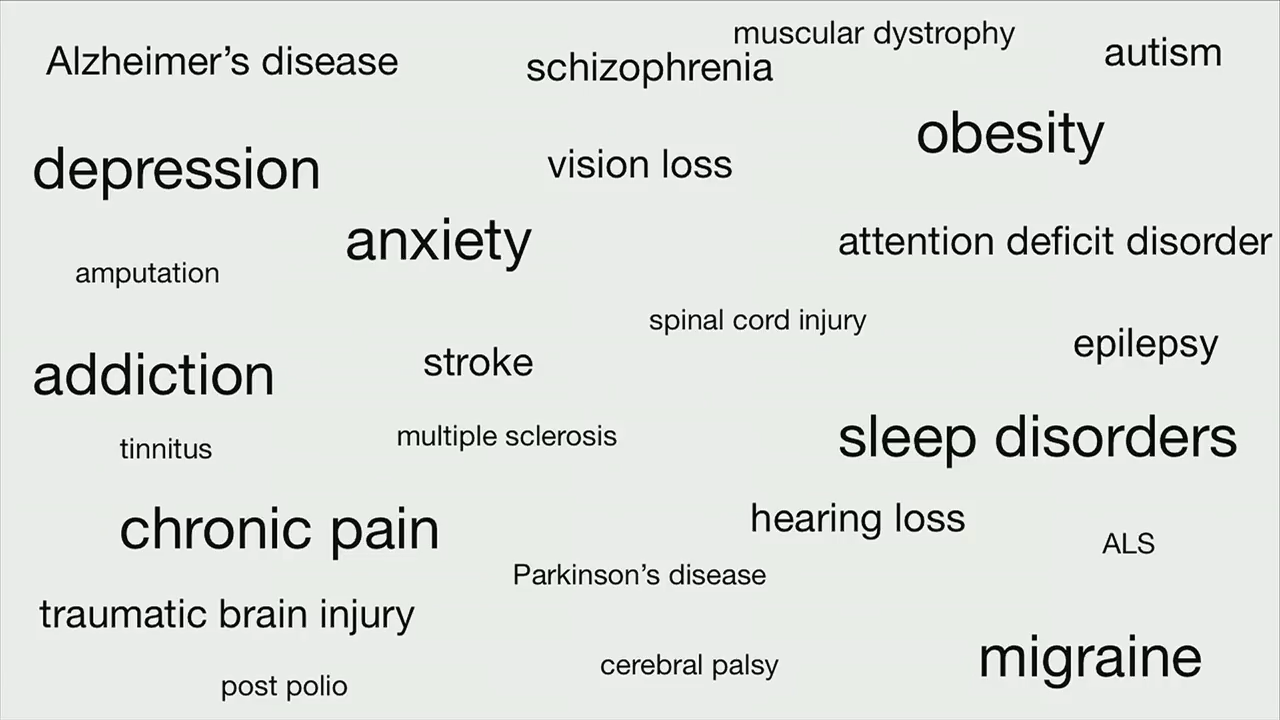 muscular dystrophy
Alzheimer’s disease
schizophrenia
autism
obesity
depression
vision loss
anxiety
attention deficit disorder
amputation
spinal cord injury
epilepsy
addiction
stroke
tinnitus
multiple sclerosis
sleep disorders
chronic pain
hearing loss
ALS
Parkinson’s disease
traumatic brain injury
cerebral palsy
migraine
post polio